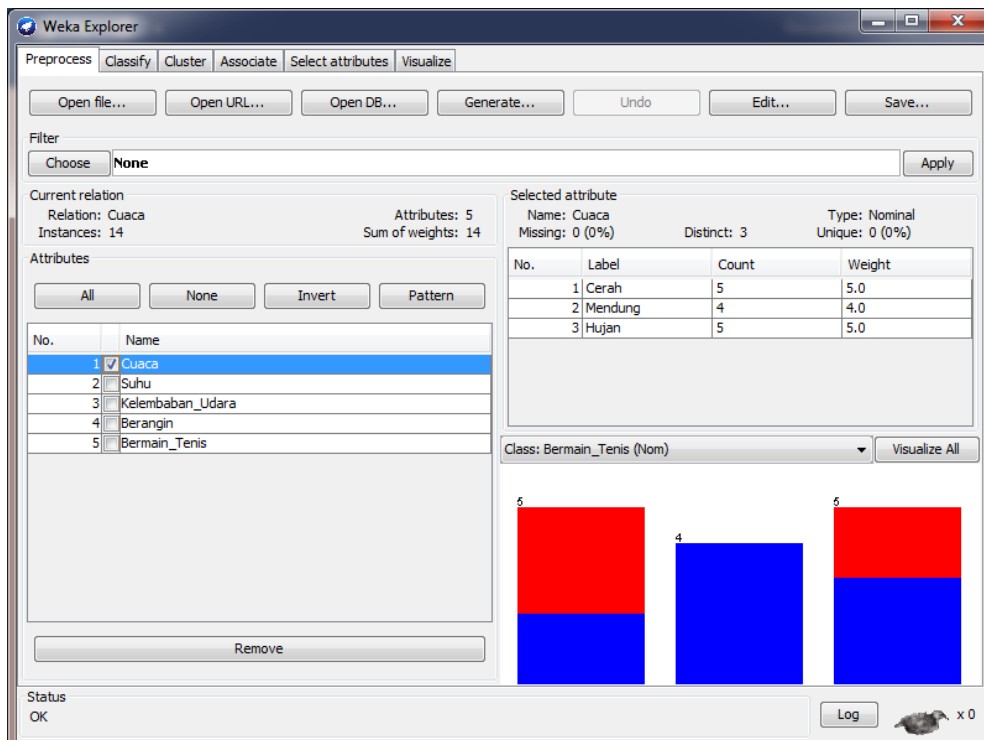 Weka Explorer
Preprocess Classify Cluster Associate Select attributes Visualize
Open file... Open URL... Open DB... Generate... Undo Edit... Save...
Filter
Choose None Apply
Current relation
Relation: Cuaca Attributes: 5
Instances: 14 Sum of weights: 14
Attributes
All None Invert Pattern
No. Name
1 Cuaca
2 Suhu
3 Kelembaban_Udara
4 Berangin
5 Bermain_Tenis
Remove
Selected attribute
Name: Cuaca Type: Nominal
Missing: 0 (0%) Distinct: 3 Unique: 0 (0%)
No. Label Count Weight
1 Cerah 5 5.0
2 Mendung 4 4.0
3 Hujan 5 5.0
Class: Bermain_Tenis (Nom) Visualize All
5 4 5
Status
OK Log x 0